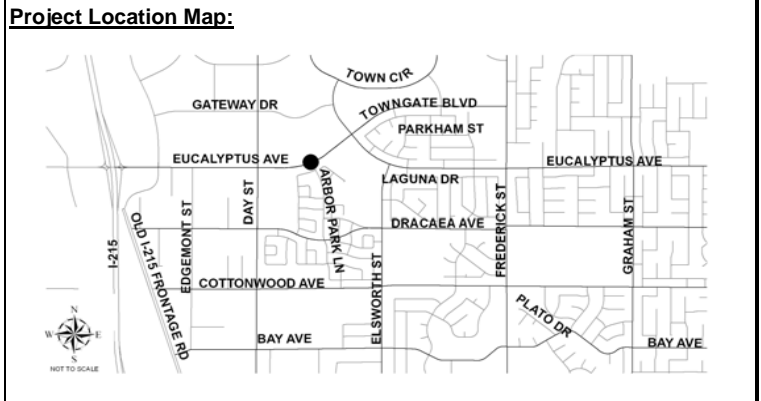 Project Location Map:
TOWN CIR
GATEWAY DR
TOWNGATE BLVD
PARKHAM ST
EUCALYPTUS AVE
EUCALYPTUS AVE
LAGUNA DR
ARBOR PARK LN
DAY ST
EDGEMONT ST
FREDERICK ST
GRAHAM ST
DRACAEA AVE
OLD I-215 FRONTAGE RD
I-215
COTTONWOOD AVE
ELSWORTH ST
PLATO DR
BAY AVE
BAY AVE
N
W
E
S
NOT TO SCALE